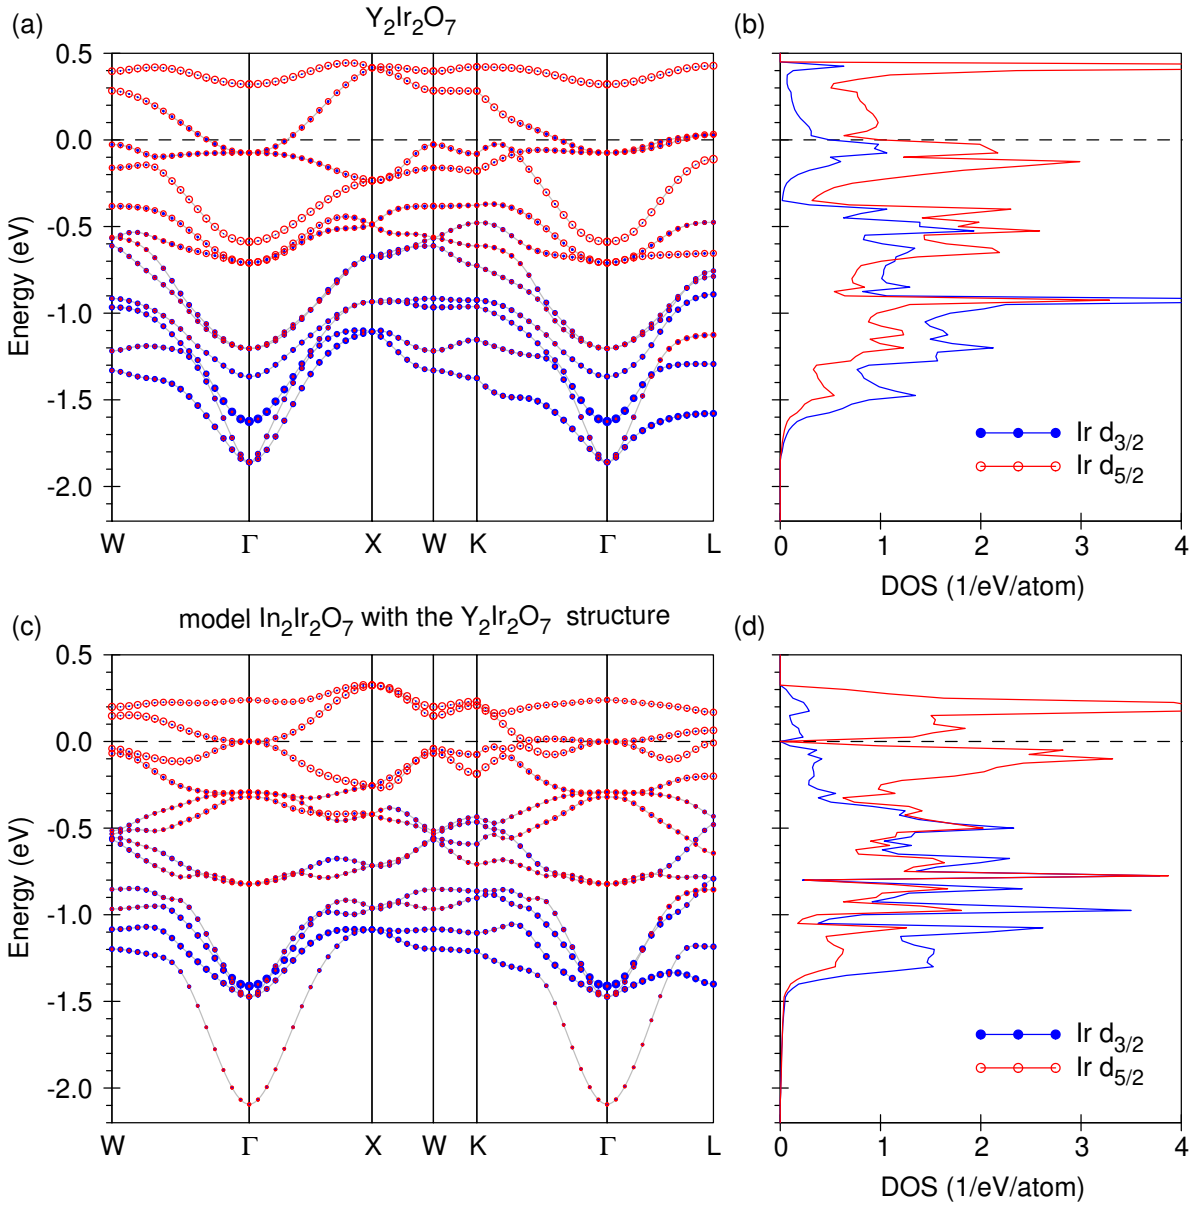 (a) Y2Ir2O7 (b)
0.5
0.0
-0.5
-1.0
-1.5
-2.0
Energy (eV)
W Γ X W K Γ L
Ir d3/2
Ir d5/2
0 1 2 3 4
DOS (1/eV/atom)
(c) model In2Ir2O7 with the Y2Ir2O7 structure (d)
0.5
0.0
-0.5
-1.0
-1.5
-2.0
Energy (eV)
W Γ X W K Γ L
Ir d3/2
Ir d5/2
0 1 2 3 4
DOS (1/eV/atom)